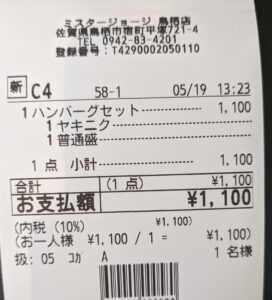 ミスタージョージ 鳥栖店
佐賀県鳥栖市宿町平塚721-4
TEL 0942-83-4201
登録番号：T4290002050110
新 C4 58-1 05/19 13:23
1ハンバーグセット 1,100
1ヤキニク
1普通盛
1 点 小計 1,100
合計 (1 点) ¥1,100
お支払額 ¥1,100
(内税 (10%) ¥1,100)
(お一人様 ¥1,100 / 1 = ¥1,100)
扱：05 コガ A 1 名様